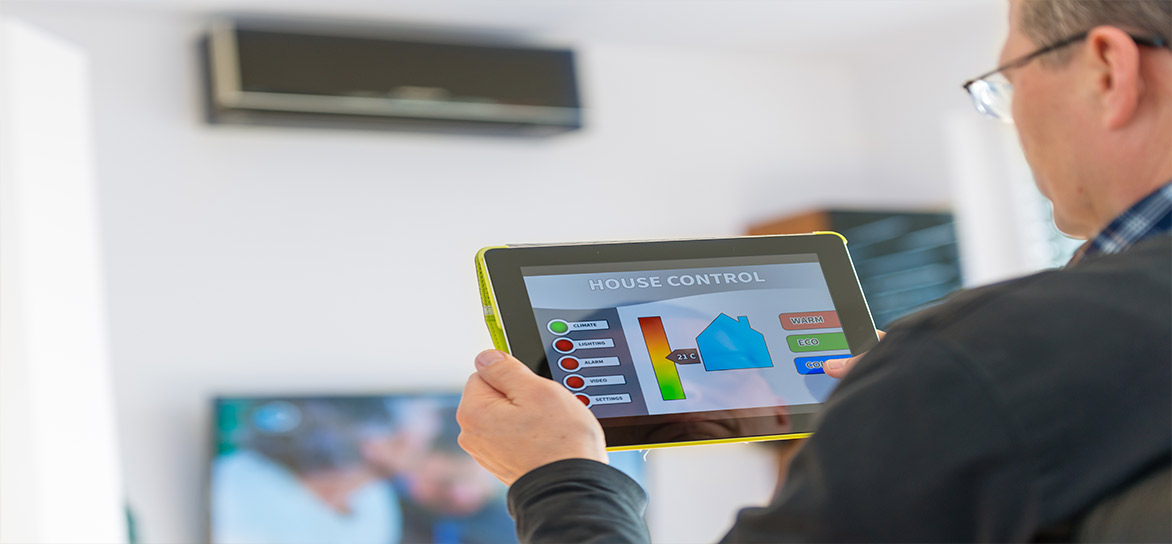 HOUSE CONTROL
CLIMATE
LIGHTING
ALARM
VIDEO
SETTINGS
21 C
WARM
ECO